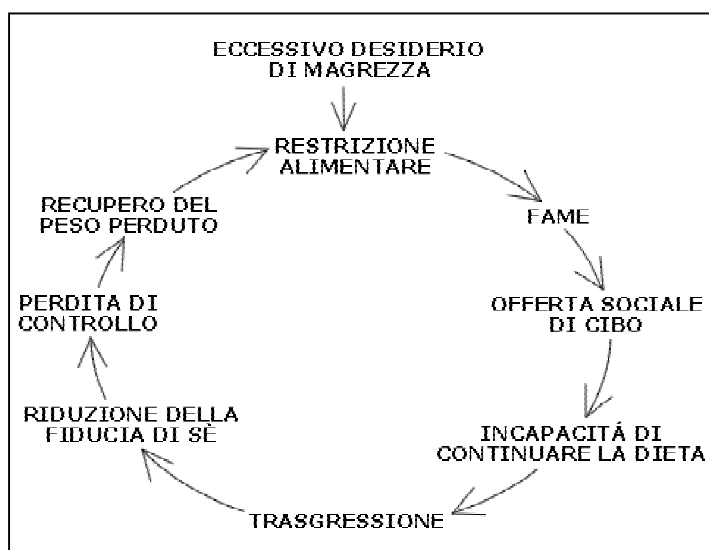 ECCESSIVO DESIDERIO
DI MAGREZZA
RESTRIZIONE
ALIMENTARE
FAME
OFFERTA SOCIALE
DI CIBO
INCAPACITÁ DI
CONTINUARE LA DIETA
TRASGRESSIONE
RIDUZIONE DELLA
FIDUCIA DI SÈ
PERDITA DI
CONTROLLO
RECUPERO DEL
PESO PERDUTO